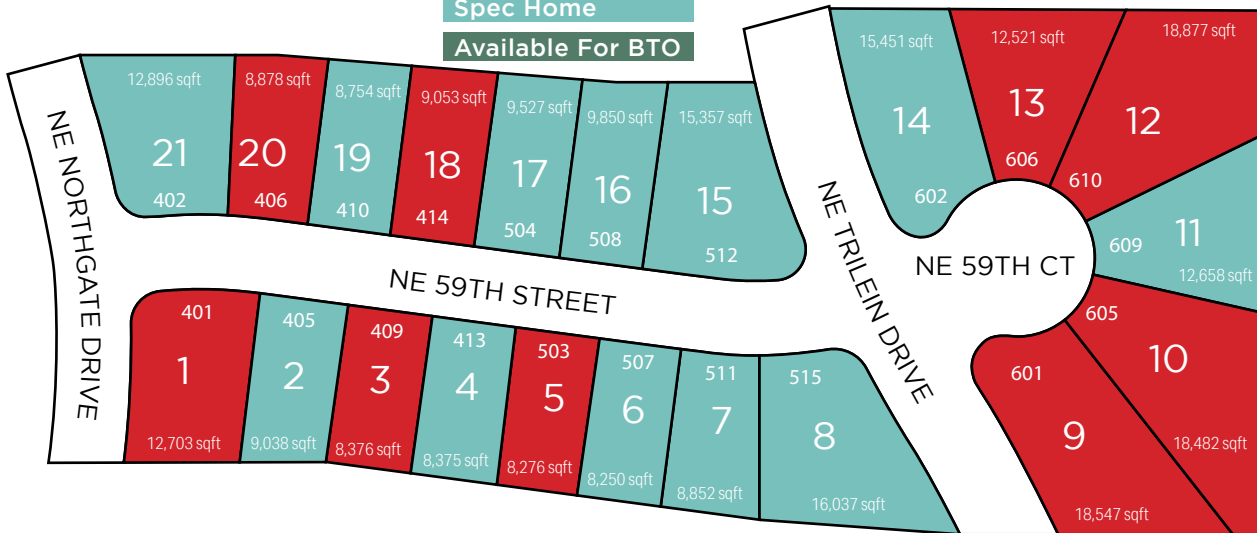 Spec Home
Available For BTO
NE NORTHGATE DRIVE
12,896 sqft
21
402
8,878 sqft
20
406
8,754 sqft
19
410
9,053 sqft
18
414
9,527 sqft
17
504
9,850 sqft
16
508
15,357 sqft
15
512
NE 59TH STREET
401
1
12,703 sqft
405
2
9,038 sqft
409
3
8,376 sqft
413
4
8,375 sqft
503
5
8,276 sqft
507
6
8,250 sqft
511
7
8,852 sqft
515
8
16,037 sqft
NE TRILEIN DRIVE
15,451 sqft
14
602
12,521 sqft
13
606
18,877 sqft
12
610
NE 59TH CT
609
11
12,658 sqft
605
10
18,482 sqft
601
9
18,547 sqft